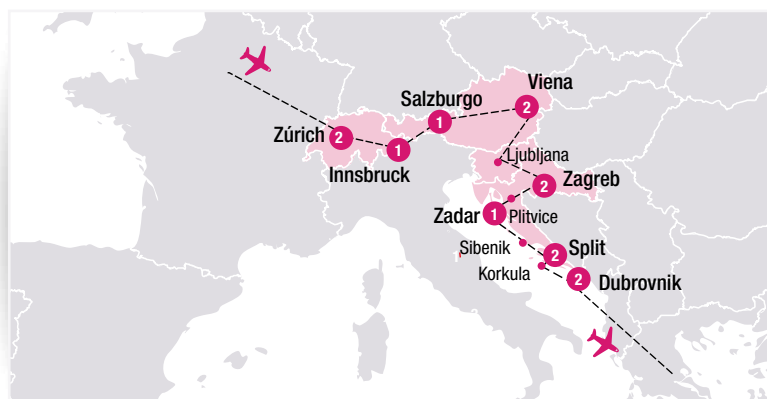 Viena
2
Salzburgo
1
Zúrich
2
1
Innsbruck
Ljubljana
2
Zagreb
Zadar
1
Plitvice
Sibenik
2
Split
Korkula
2
Dubrovnik